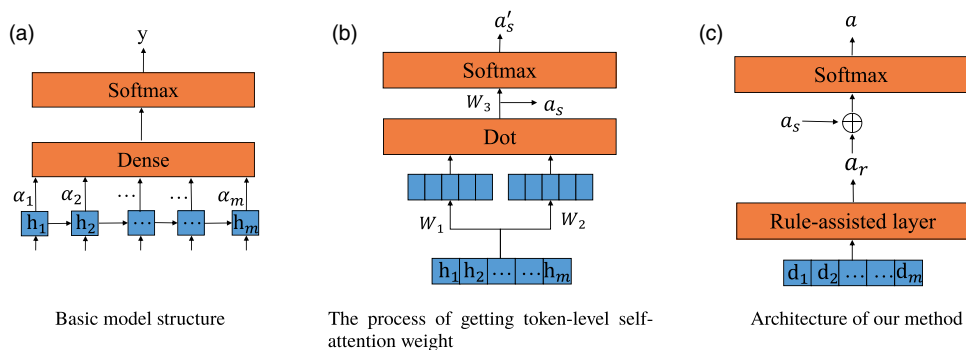 (a)
y
Softmax
Dense
α₁ α₂ … … αₘ
h₁ h₂ … … hₘ
Basic model structure
(b)
a′ₛ
Softmax
W₃ aₛ
Dot
W₁ W₂
h₁ h₂ … … hₘ
The process of getting token-level self-
attention weight
(c)
a
Softmax
aₛ
aᵣ
Rule-assisted layer
d₁ d₂ … … dₘ
Architecture of our method